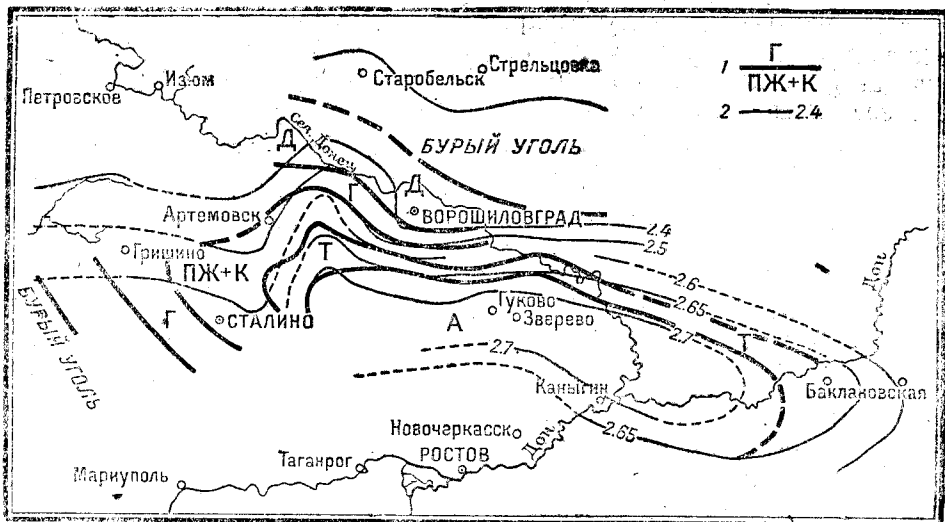 Г
1
ПЖ+К
2 2.4
Старобельск
Стрельцовка
Изюм
Петровское
БУРЫЙ УГОЛЬ
Д
Сев. Донец
Г
Д
Артемовск
ВОРОШИЛОВГРАД
2.4
2.5
Гришино
ПЖ+К
Т
2.6
2.65
Дон
БУРЫЙ УГОЛЬ
Г
СТАЛИНО
А
Гуково
Зверево
2.7
Т
2.7
Каныгин
Баклановская
Новочеркасск
2.65
Дон
РОСТОВ
Таганрог
Мариуполь